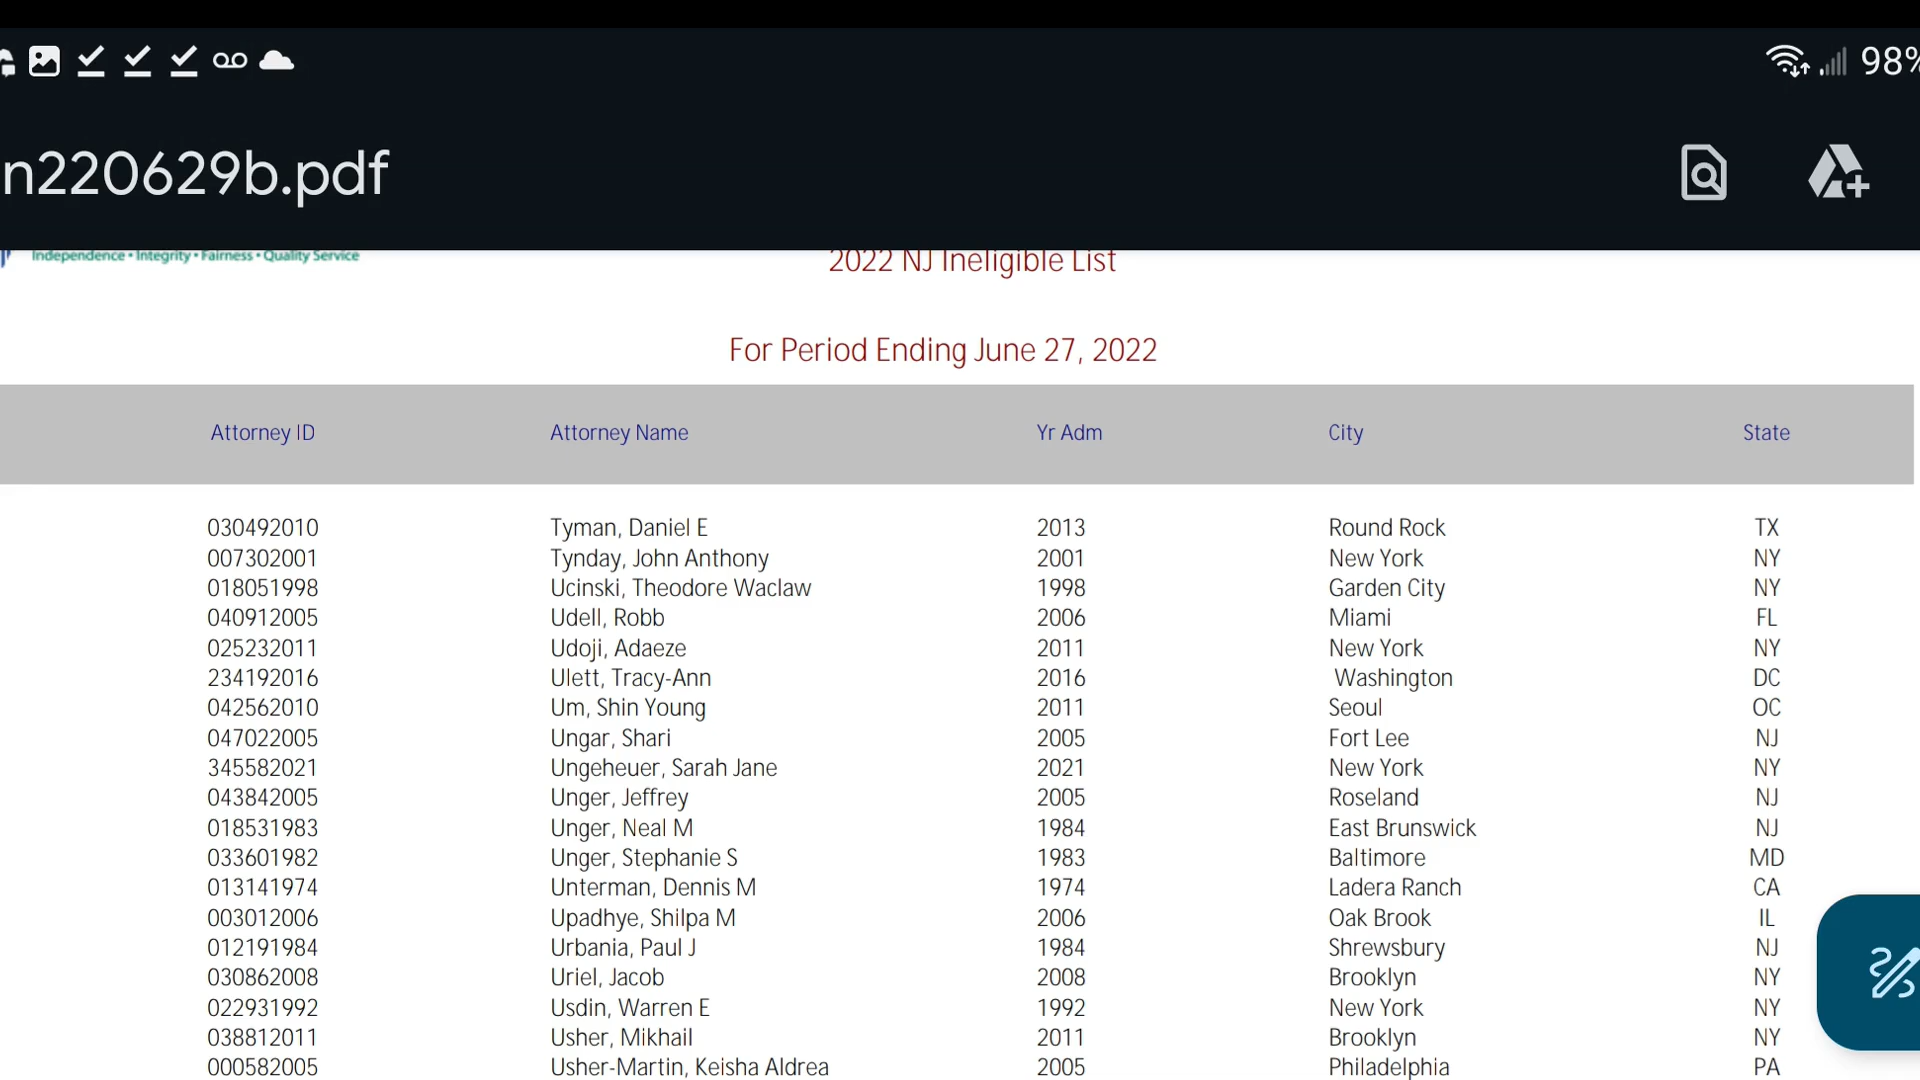 98%
n220629b.pdf
Independence • Integrity • Fairness • Quality Service
2022 NJ Ineligible List
For Period Ending June 27, 2022
Attorney ID Attorney Name Yr Adm City State
030492010 Tyman, Daniel E 2013 Round Rock TX
007302001 Tynday, John Anthony 2001 New York NY
018051998 Ucinski, Theodore Waclaw 1998 Garden City NY
040912005 Udell, Robb 2006 Miami FL
025232011 Udoji, Adaeze 2011 New York NY
234192016 Ulett, Tracy-Ann 2016 Washington DC
042562010 Um, Shin Young 2011 Seoul OC
047022005 Ungar, Shari 2005 Fort Lee NJ
345582021 Ungeheuer, Sarah Jane 2021 New York NY
043842005 Unger, Jeffrey 2005 Roseland NJ
018531983 Unger, Neal M 1984 East Brunswick NJ
033601982 Unger, Stephanie S 1983 Baltimore MD
013141974 Unterman, Dennis M 1974 Ladera Ranch CA
003012006 Upadhye, Shilpa M 2006 Oak Brook IL
012191984 Urbania, Paul J 1984 Shrewsbury NJ
030862008 Uriel, Jacob 2008 Brooklyn NY
022931992 Usdin, Warren E 1992 New York NY
038812011 Usher, Mikhail 2011 Brooklyn NY
000582005 Usher-Martin, Keisha Aldrea 2005 Philadelphia PA